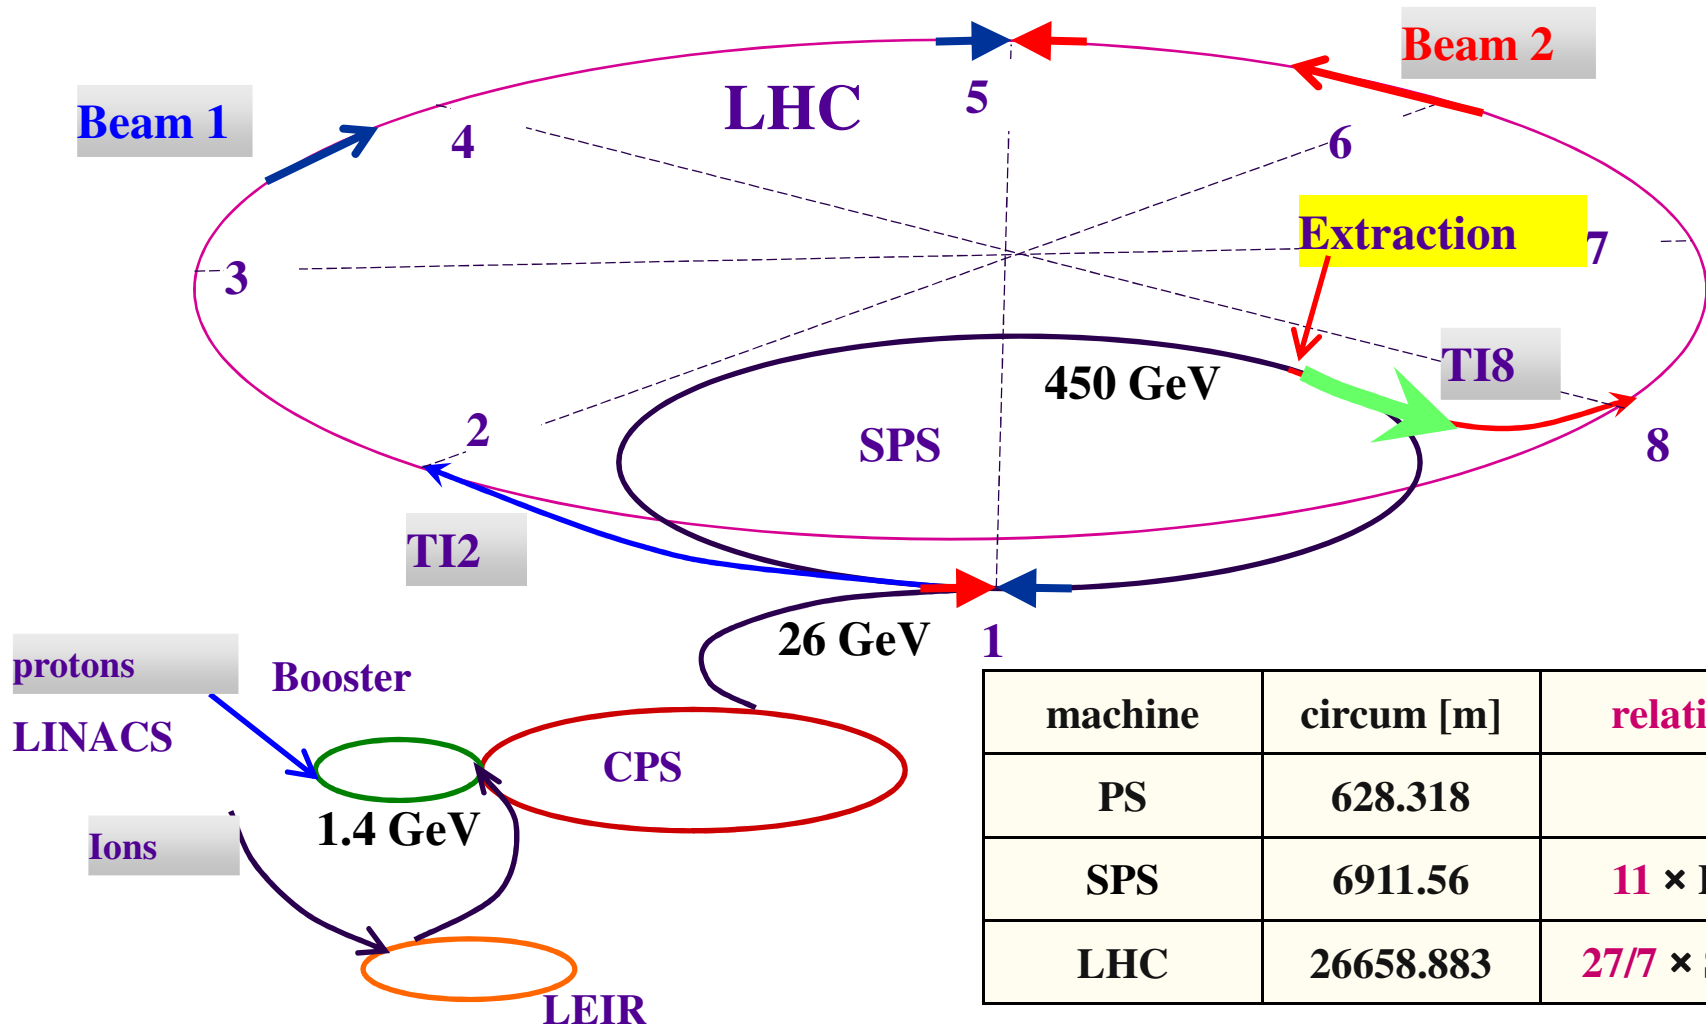 Beam 2
5
LHC
Beam 1
4
6
Extraction
7
3
TI8
450 GeV
2
SPS
8
TI2
26 GeV
1
protons
Booster
LINACS
CPS
1.4 GeV
Ions
LEIR
machine circum [m]
PS 628.318
SPS 6911.56 11 ×
LHC 26658.883 27/7 ×